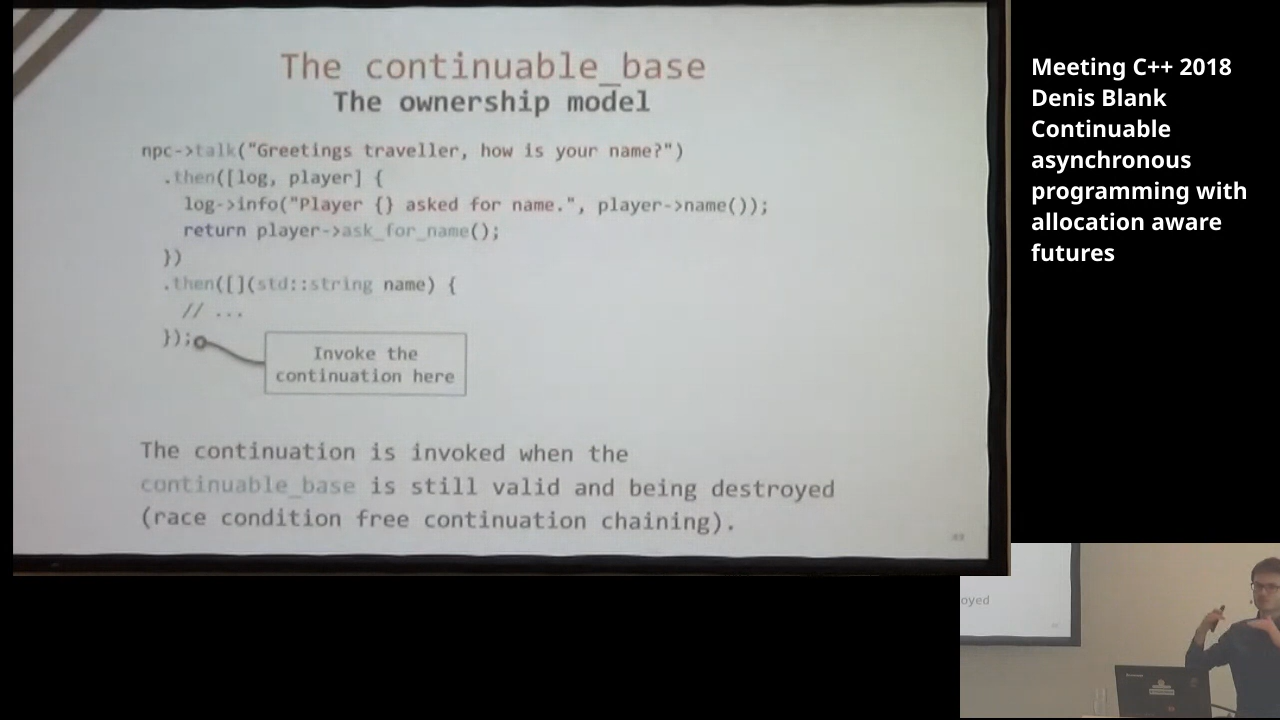 The continuable_base
The ownership model
npc->talk("Greetings traveller, how is your name?")
.then([log, player] {
log->info("Player {} asked for name.", player->name());
return player->ask_for_name();
})
.then([](std::string name) {
// ...
});
Invoke the
continuation here
The continuation is invoked when the
continuable_base is still valid and being destroyed
(race condition free continuation chaining).
Meeting C++ 2018
Denis Blank
Continuable
asynchronous
programming with
allocation aware
futures
oyed